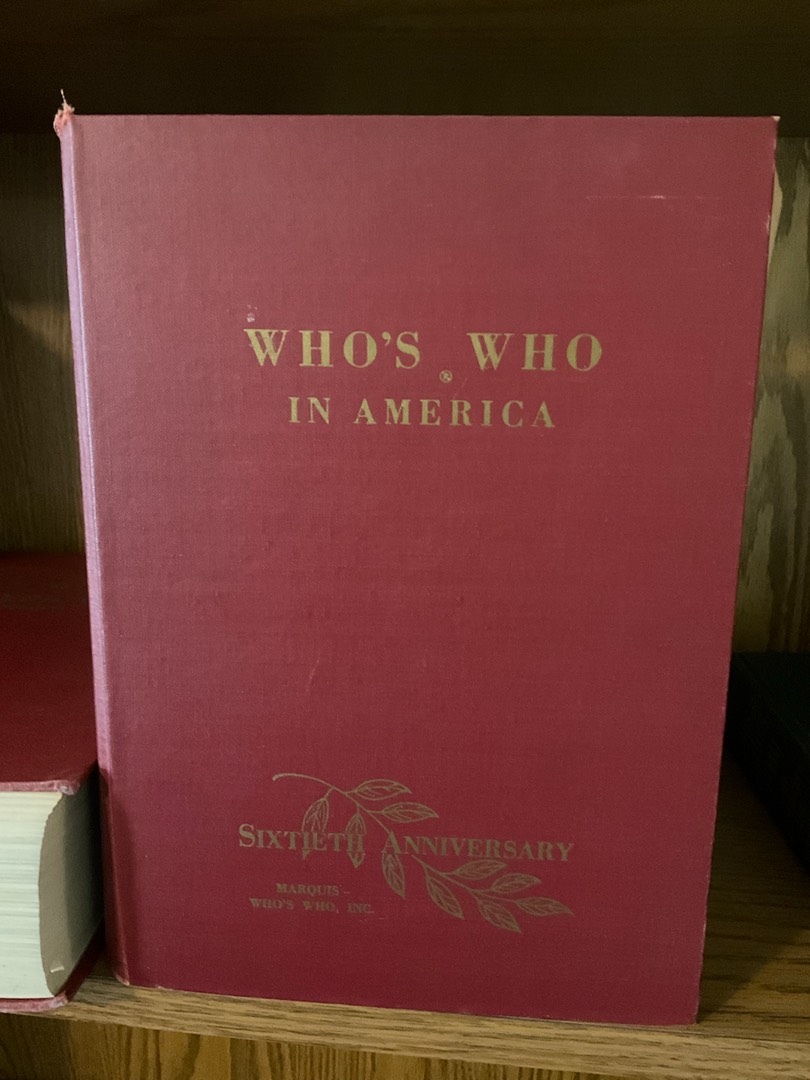 WHO'S WHO
®
IN AMERICA
SIXTIETH ANNIVERSARY
MARQUIS –
WHO'S WHO, INC.